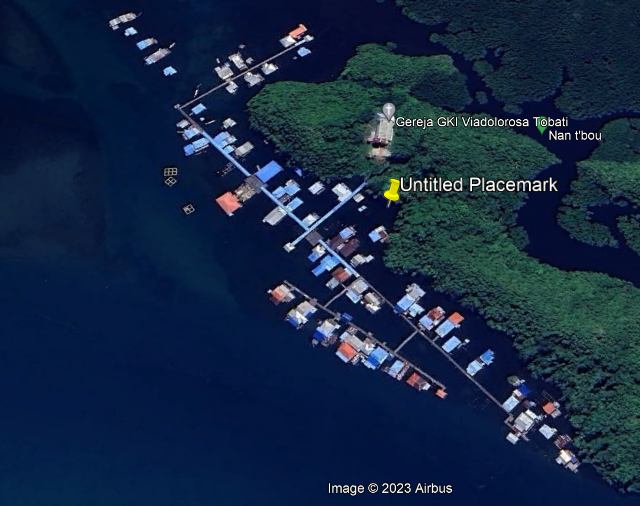 Gereja GKI Viadolorosa Tobati
Nan t'bou
Untitled Placemark
Image © 2023 Airbus